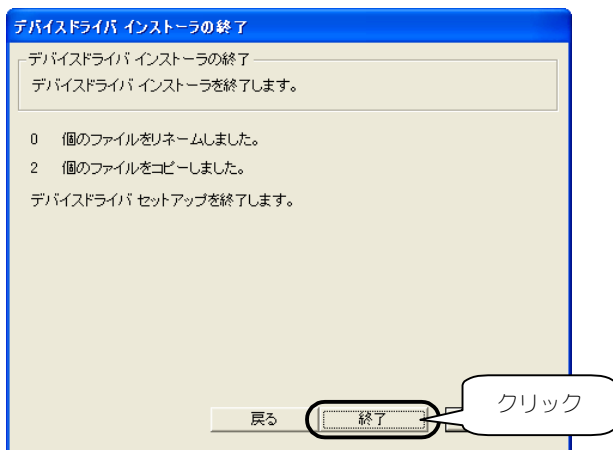 デバイスドライバ インストーラの終了
デバイスドライバ インストーラの終了
デバイスドライバ インストーラを終了します。
0 個のファイルをリネームしました。
2 個のファイルをコピーしました。
デバイスドライバ セットアップを終了します。
戻る
終了
クリック